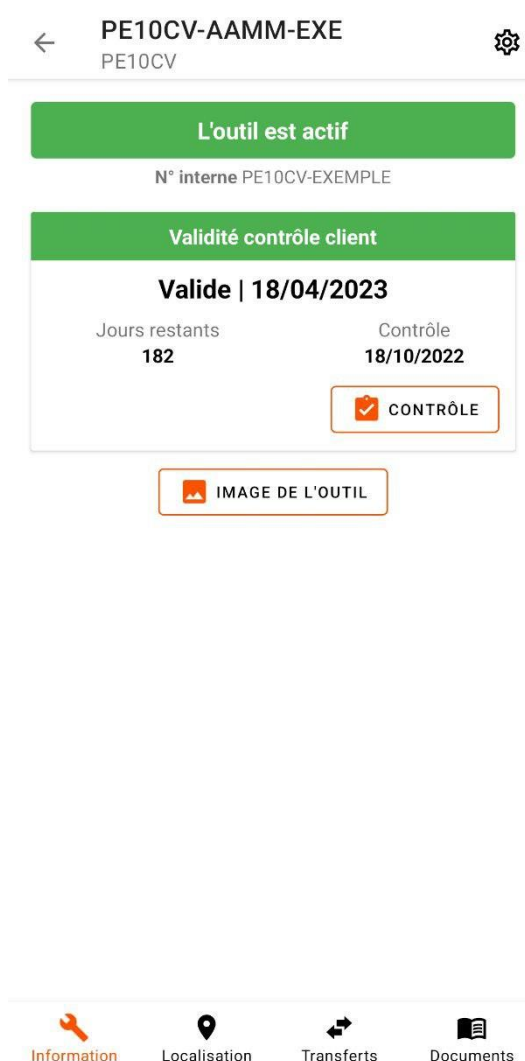 PE10CV-AAMM-EXE
PE10CV
L'outil est actif
N° interne PE10CV-EXEMPLE
Validité contrôle client
Valide | 18/04/2023
Jours restants
182
Contrôle
18/10/2022
CONTRÔLE
IMAGE DE L'OUTIL
Information
Localisation
Transferts
Documents